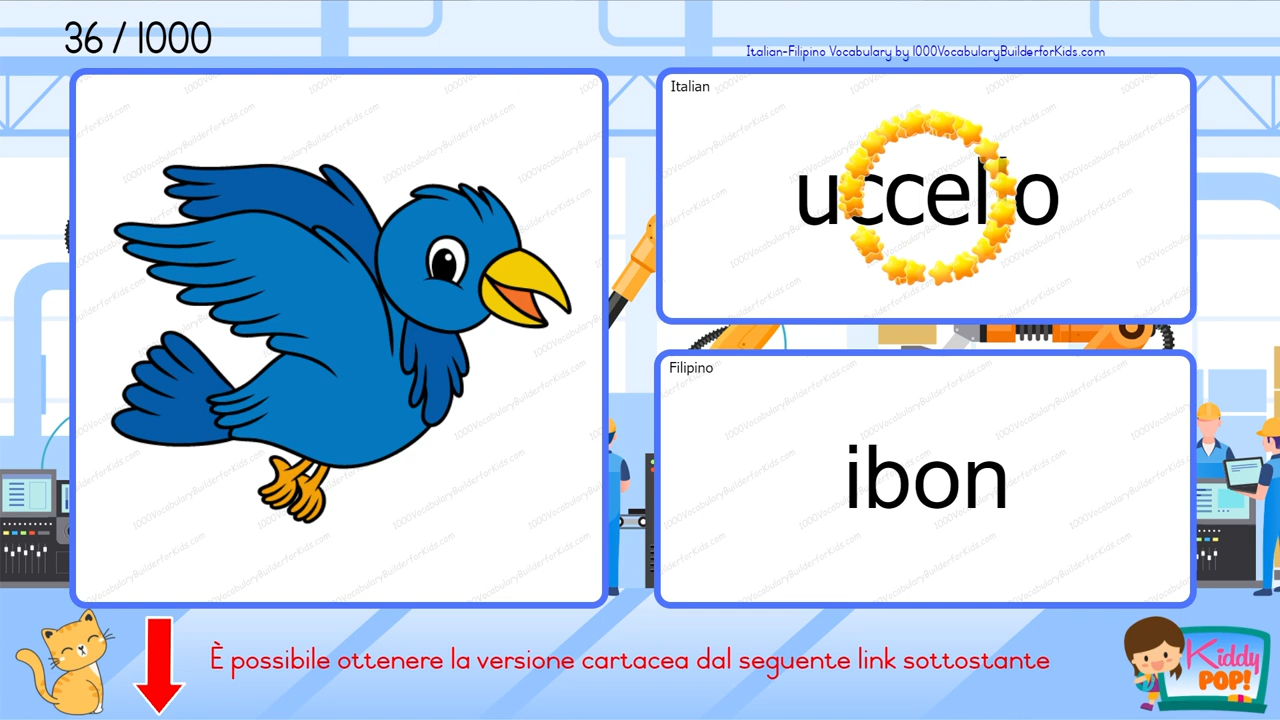 36 / 1000
Italian-Filipino Vocabulary by 1000VocabularyBuilderforKids.com
Italian
uccello
Filipino
ibon
È possibile ottenere la versione cartacea dal seguente link sottostante
Kiddy
POP!